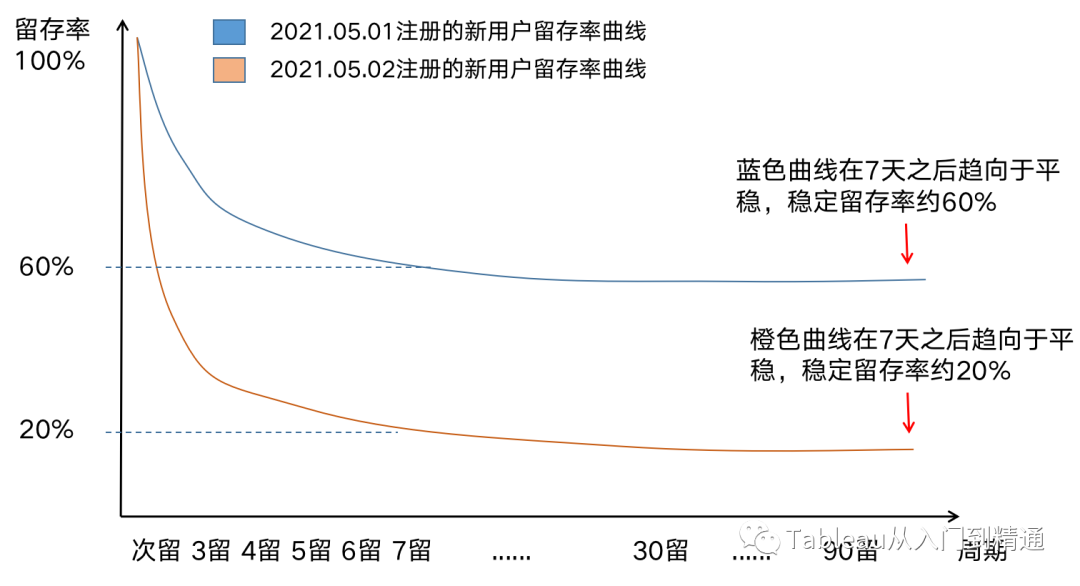 留存率
100%
2021.05.01注册的新用户留存率曲线
2021.05.02注册的新用户留存率曲线
蓝色曲线在7天之后趋向于平
稳，稳定留存率约60%
60%
橙色曲线在7天之后趋向于平
稳，稳定留存率约20%
20%
次留 3留 4留 5留 6留 7留 …… 30留 …… 90留 周期
Tableau从入门到精通